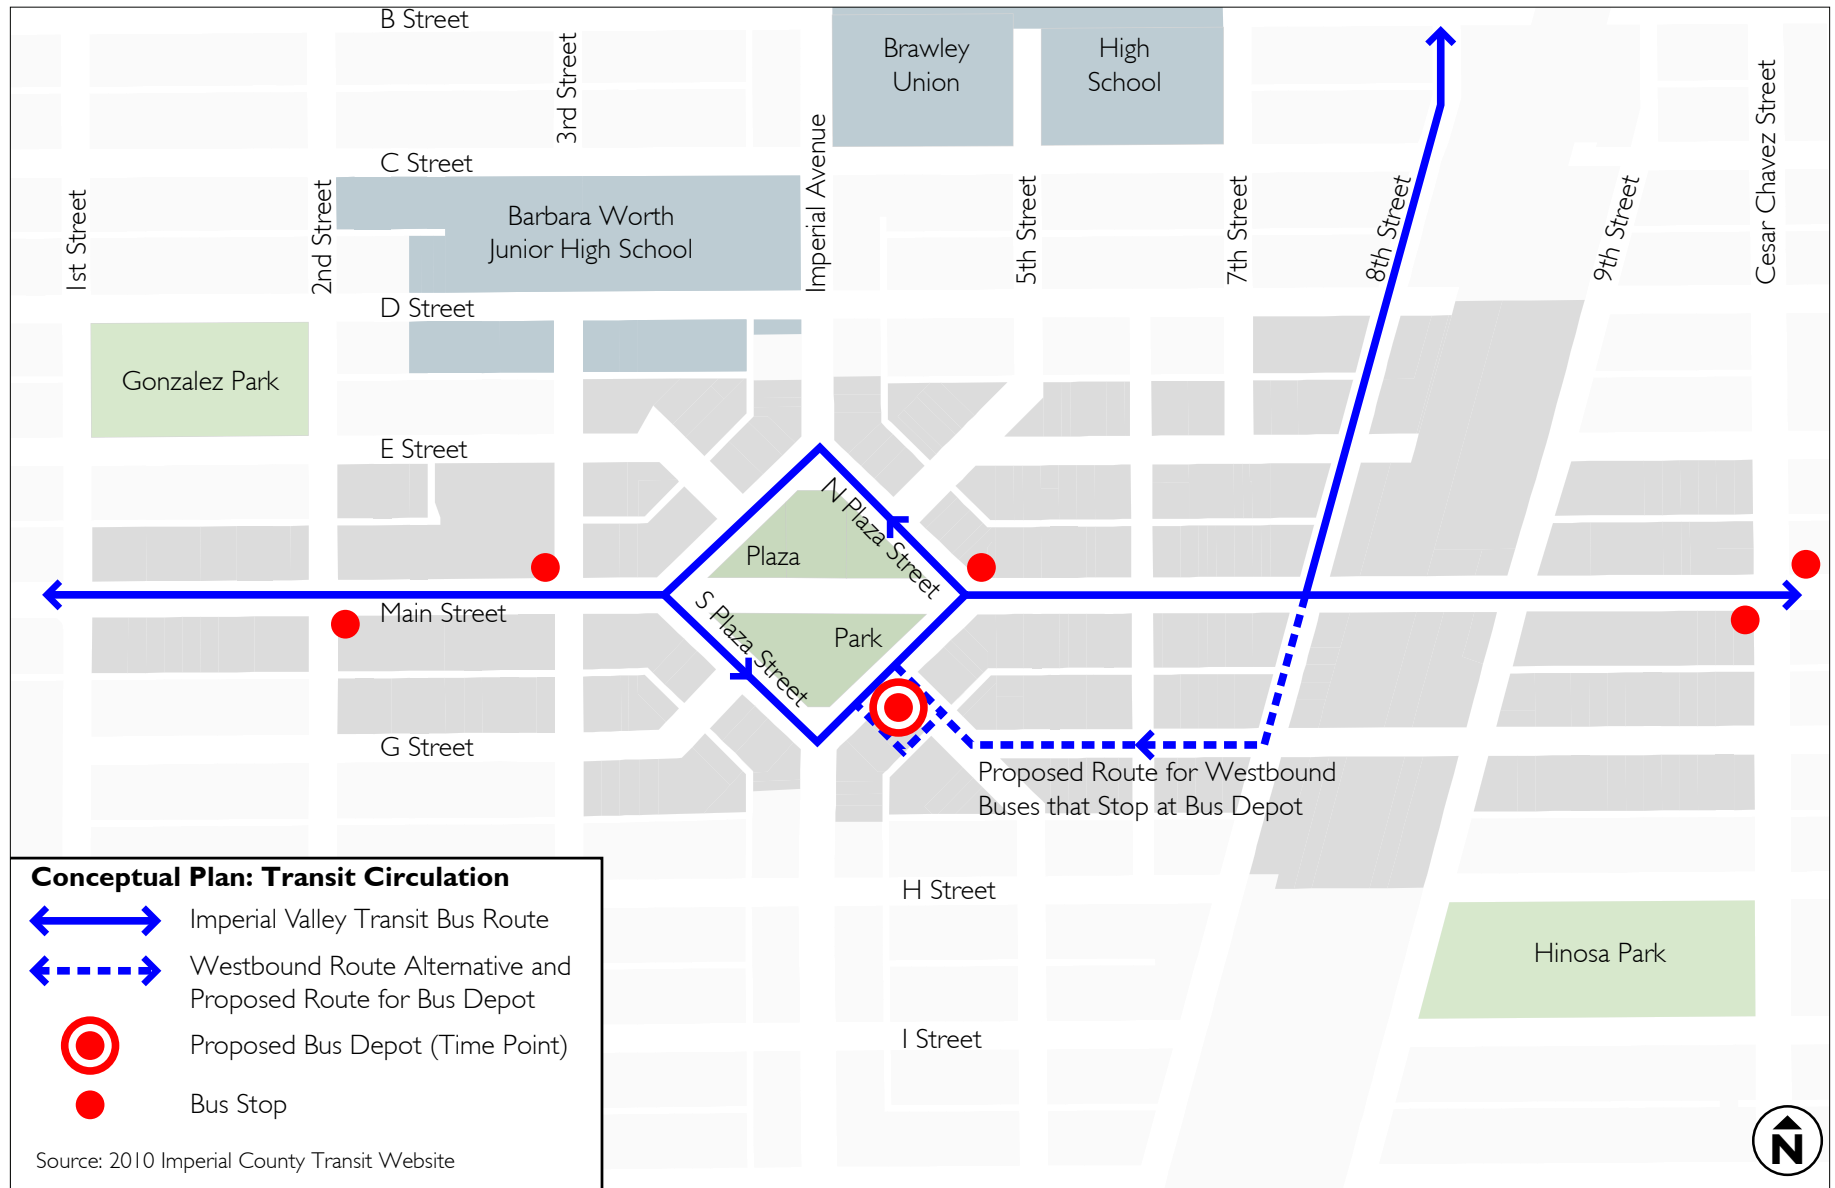 B Street
3rd Street
Brawley
Union
High
School
Cesar Chavez Street
Imperial Avenue
C Street
1st Street
2nd Street
Barbara Worth
Junior High School
5th Street
7th Street
8th Street
9th Street
D Street
Gonzalez Park
E Street
N Plaza Street
Plaza
Main Street
S Plaza Street
Park
G Street
Proposed Route for Westbound
Buses that Stop at Bus Depot
H Street
Hinosa Park
I Street
Conceptual Plan: Transit Circulation
Imperial Valley Transit Bus Route
Westbound Route Alternative and
Proposed Route for Bus Depot
Proposed Bus Depot (Time Point)
Bus Stop
Source: 2010 Imperial County Transit Website
N